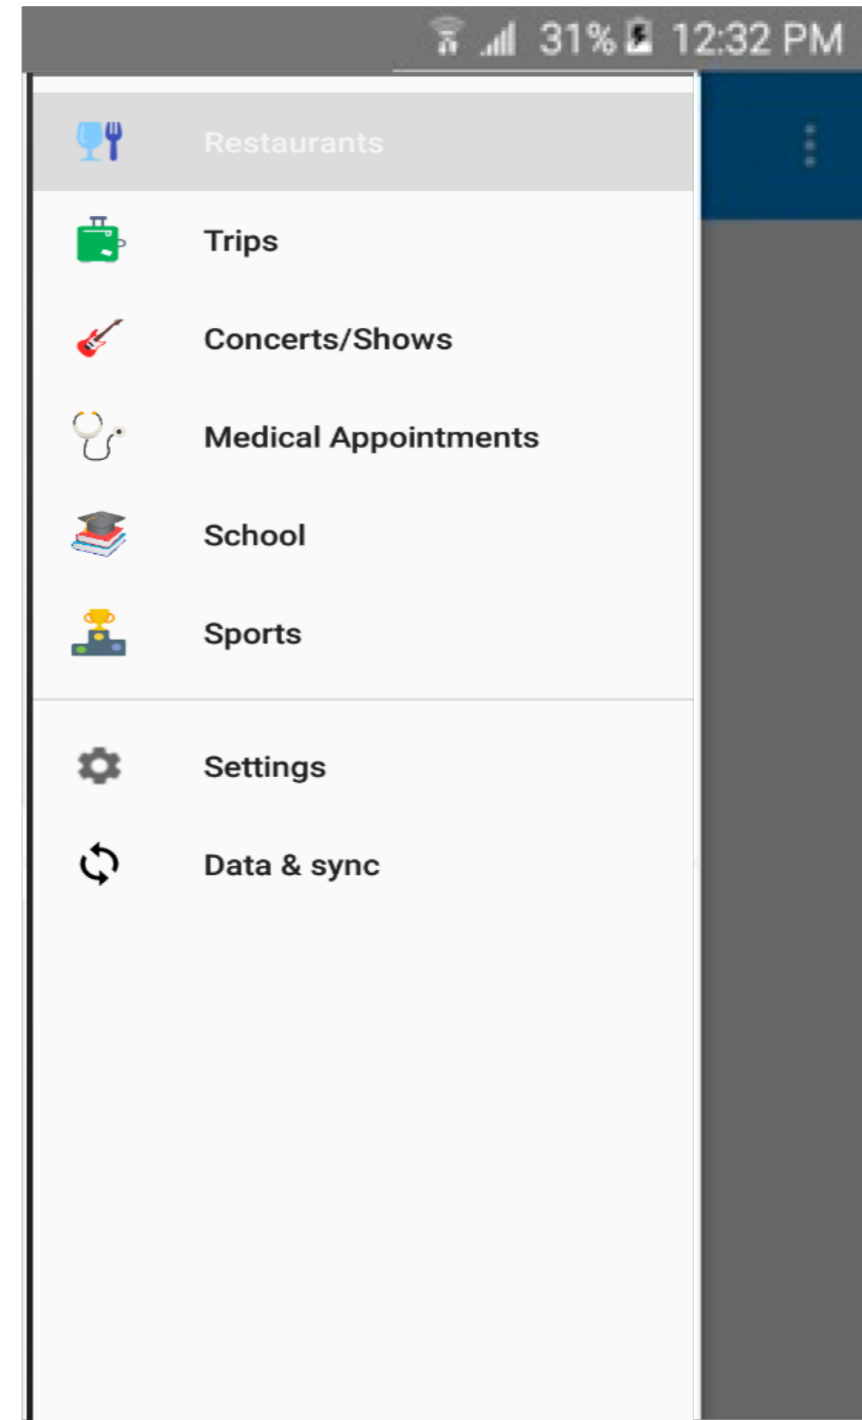 31% 12:32 PM
Restaurants
Trips
Concerts/Shows
Medical Appointments
School
Sports
Settings
Data & sync